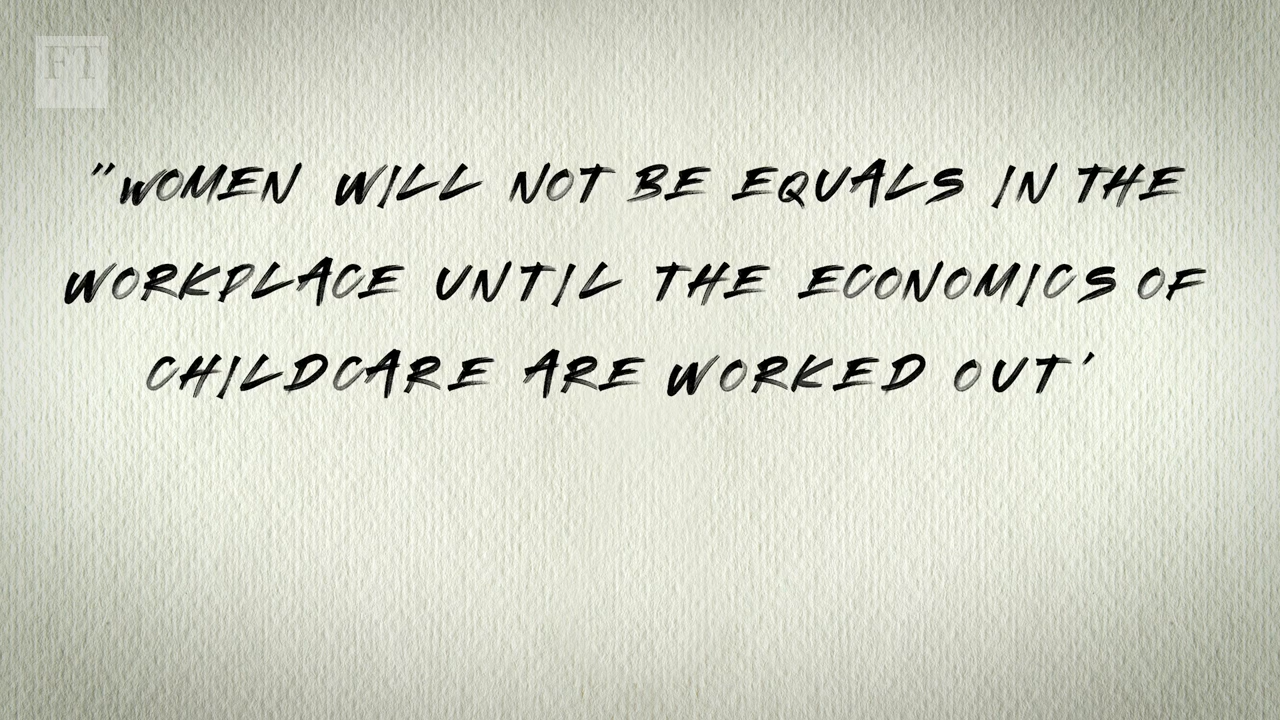 FT
"WOMEN WILL NOT BE EQUALS IN THE
WORKPLACE UNTIL THE ECONOMICS OF
CHILDCARE ARE WORKED OUT'